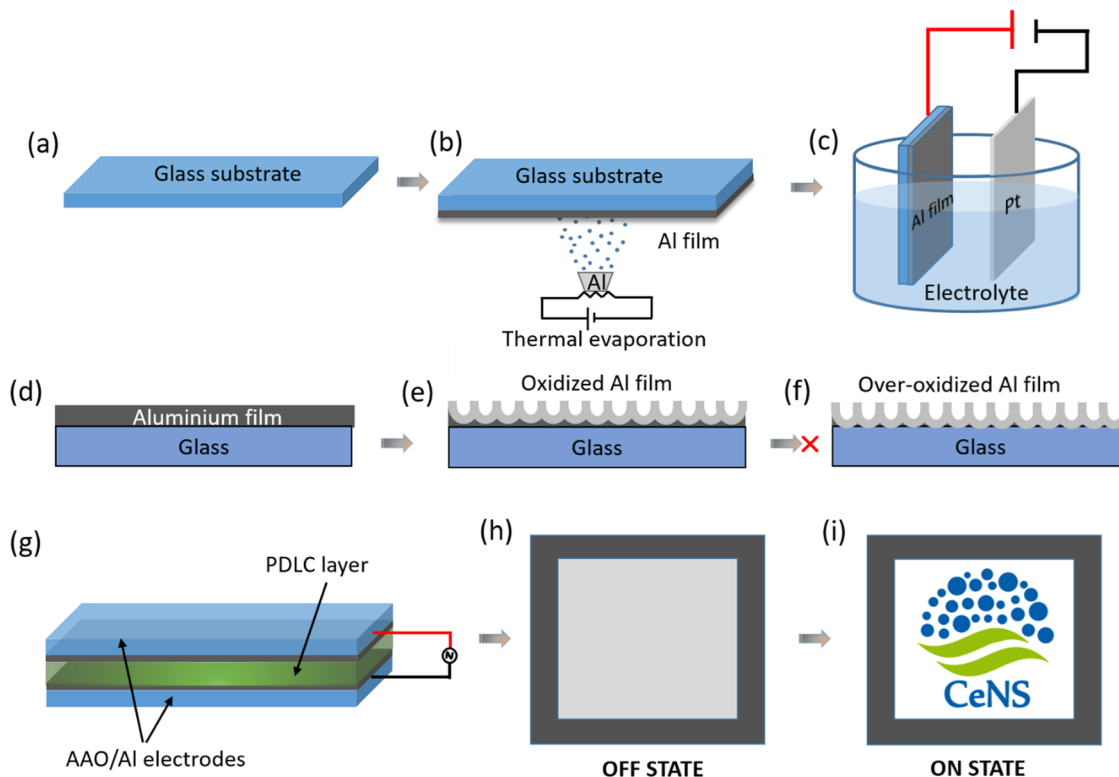 (a)
Glass substrate
(b)
Glass substrate
Al film
Al
Thermal evaporation
(c)
Al film
Pt
Electrolyte
(d)
Aluminium film
Glass
(e)
Oxidized Al film
Glass
(f)
Over-oxidized Al film
Glass
(g)
PDLC layer
N
AAO/Al electrodes
(h)
OFF STATE
(i)
CeNS
ON STATE